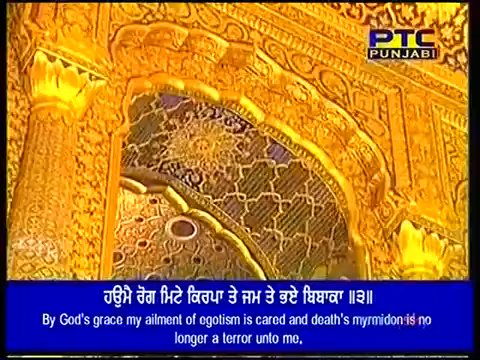 PTC
PUNJABI
ਹਉਮੈ ਰੋਗ ਮਿਟੇ ਕਿਰਪਾ ਤੇ ਜਮ ਤੇ ਭਏ ਬਿਬਾਕਾ ॥੩॥
By God's grace my ailment of egotism is cared and death's myrmidon is no
longer a terror unto me.